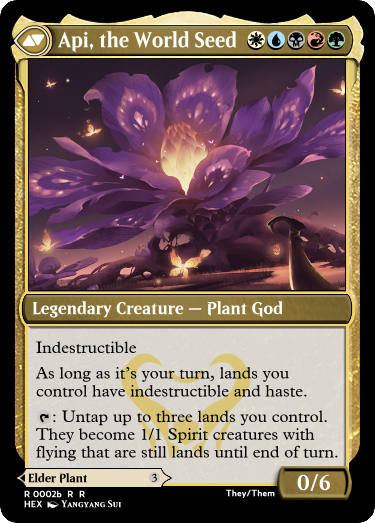 Api, the World Seed
Legendary Creature — Plant God
Indestructible
As long as it's your turn, lands you
control have indestructible and haste.
: Untap up to three lands you control.
They become 1/1 Spirit creatures with
flying that are still lands until end of turn.
Elder Plant 3
0/6
R 0002b R R
They/Them
HEX Yangyang Sui